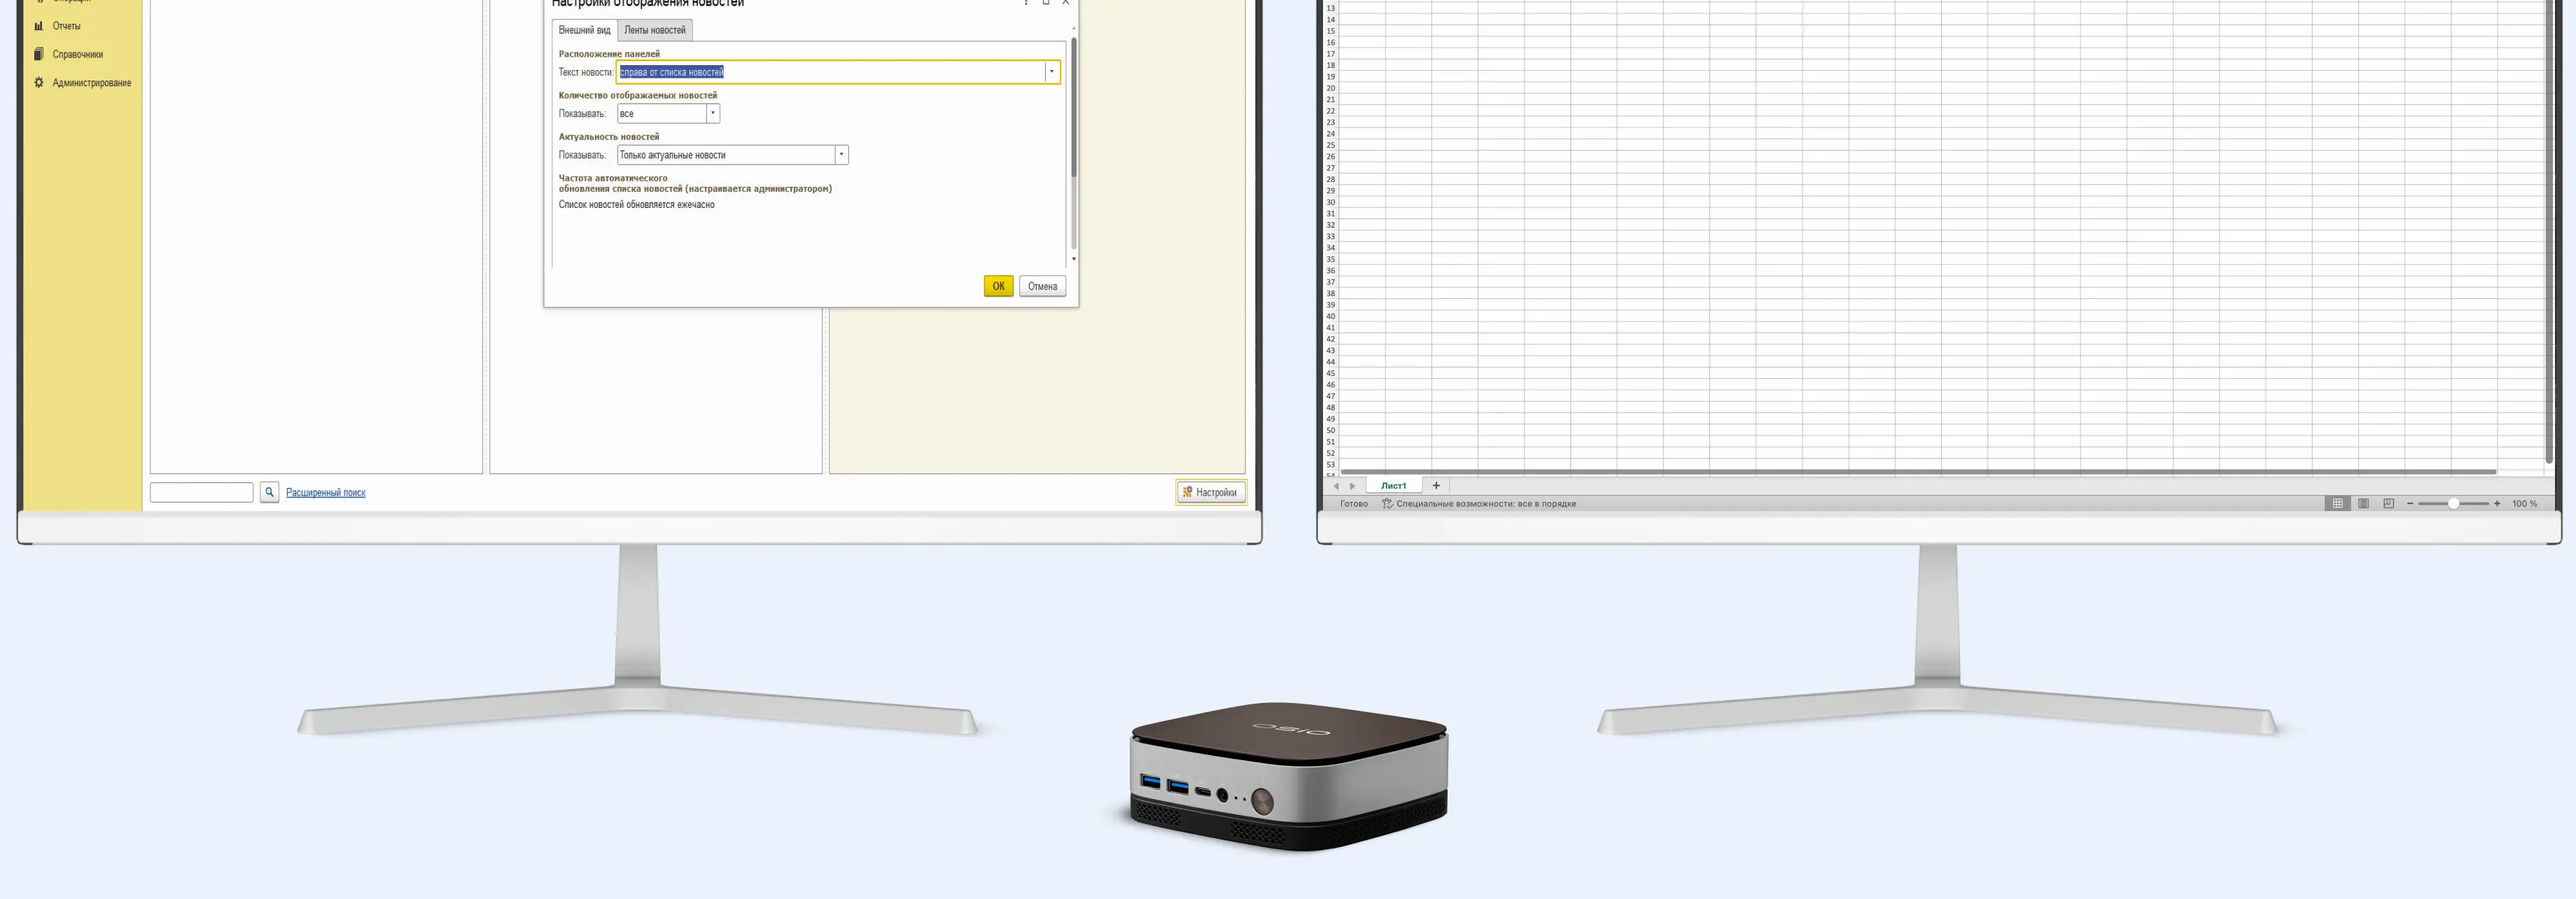 Операции
Отчеты
Справочники
Администрирование
Настройки отображения новостей
Внешний вид
Ленты новостей
Расположение панелей
Текст новости: справа от списка новостей
Количество отображаемых новостей
Показывать: все
Актуальность новостей
Показывать: Только актуальные новости
Частота автоматического
обновления списка новостей (настраивается администратором)
Список новостей обновляется ежечасно
ОК
Отмена
Расширенный поиск
Настройки
13
14
15
16
17
18
19
20
21
22
23
24
25
26
27
28
29
30
31
32
33
34
35
36
37
38
39
40
41
42
43
44
45
46
47
48
49
50
51
52
53
54
Лист1
Готово
Специальные возможности: все в порядке
100 %
OSIO